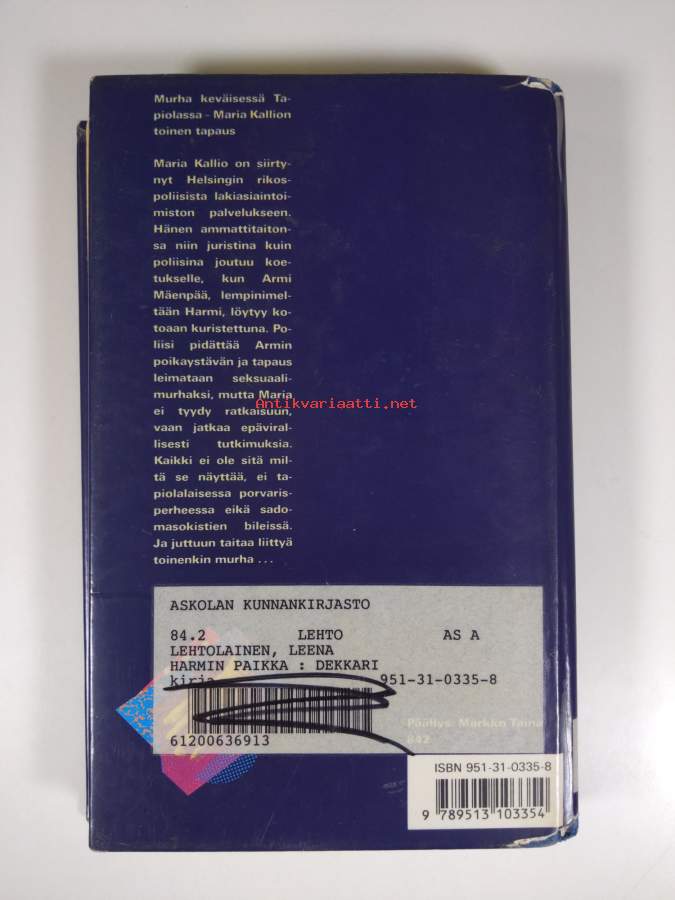 Murha keväisessä Ta-
piolassa - Maria Kallion
toinen tapaus
Maria Kallio on siirty-
nyt Helsingin rikos-
poliisista lakiasiaintoi-
miston palvelukseen.
Hänen ammattitaiton-
sa niin juristina kuin
poliisina joutuu koe-
tukselle, kun Armi
Mäenpää, lempinimel-
tään Harmi, löytyy ko-
toaan kuristettuna. Po-
liisi pidättää Armin
poikaystävän ja tapaus
leimataan seksuaali-
murhaksi, mutta Maria
ei tyydy ratkaisuun,
vaan jatkaa epäviral-
lisesti tutkimuksia.
Kaikki ei ole sitä mil-
tä se näyttää, ei ta-
piolalaisessa porvaris-
perheessa eikä sado-
masokistien bileissä.
Ja juttuun taitaa liittyä
toinenkin murha ...
Antikvariaatti.net
ASKOLAN KUNNANKIRJASTO
84.2 LEHTO AS A
LEHTOLAINEN, LEENA
HARMIN PAIKKA : DEKKARI
kirja 951-31-0335-8
61200636913
Päällys: Markko Taina
842
ISBN 951-31-0335-8
9 789513 103354